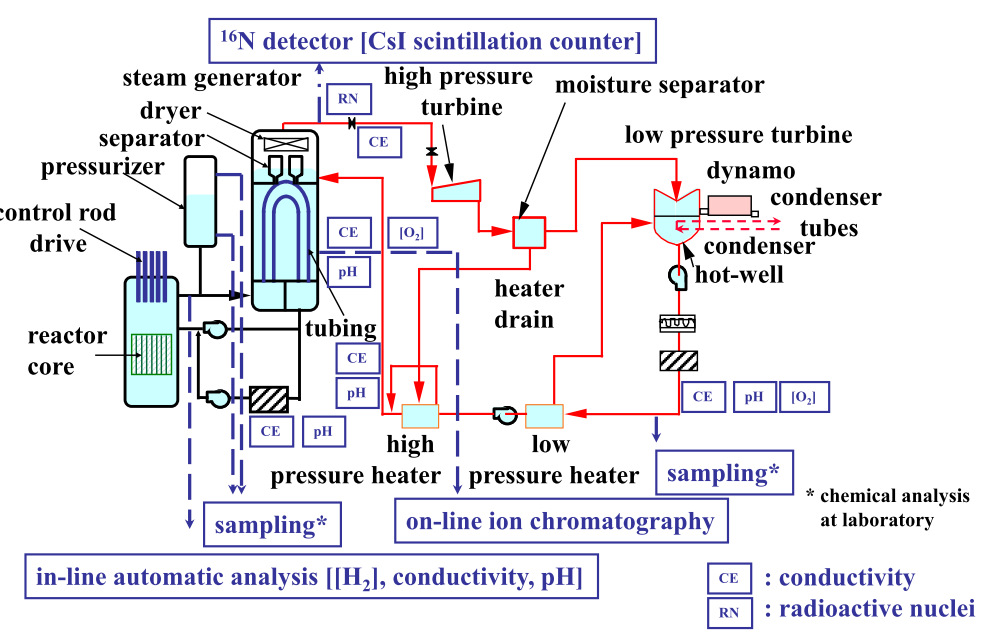 16N detector [CsI scintillation counter]
steam generator
high pressure
turbine
moisture separator
RN
dryer
CE
separator
low pressure turbine
pressurizer
dynamo
condenser
tubes
control rod
drive
CE
[O2]
condenser
hot-well
pH
heater
drain
tubing
reactor
core
CE
pH
CE
pH
[O2]
CE
pH
high
pressure heater
low
pressure heater
sampling*
* chemical analysis
at laboratory
sampling*
on-line ion chromatography
in-line automatic analysis [[H2], conductivity, pH]
CE : conductivity
RN : radioactive nuclei